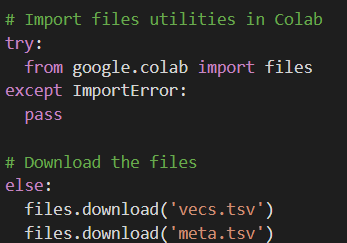 # Import files utilities in Colab
try:
  from google.colab import files
except ImportError:
  pass

# Download the files
else:
  files.download('vecs.tsv')
  files.download('meta.tsv')